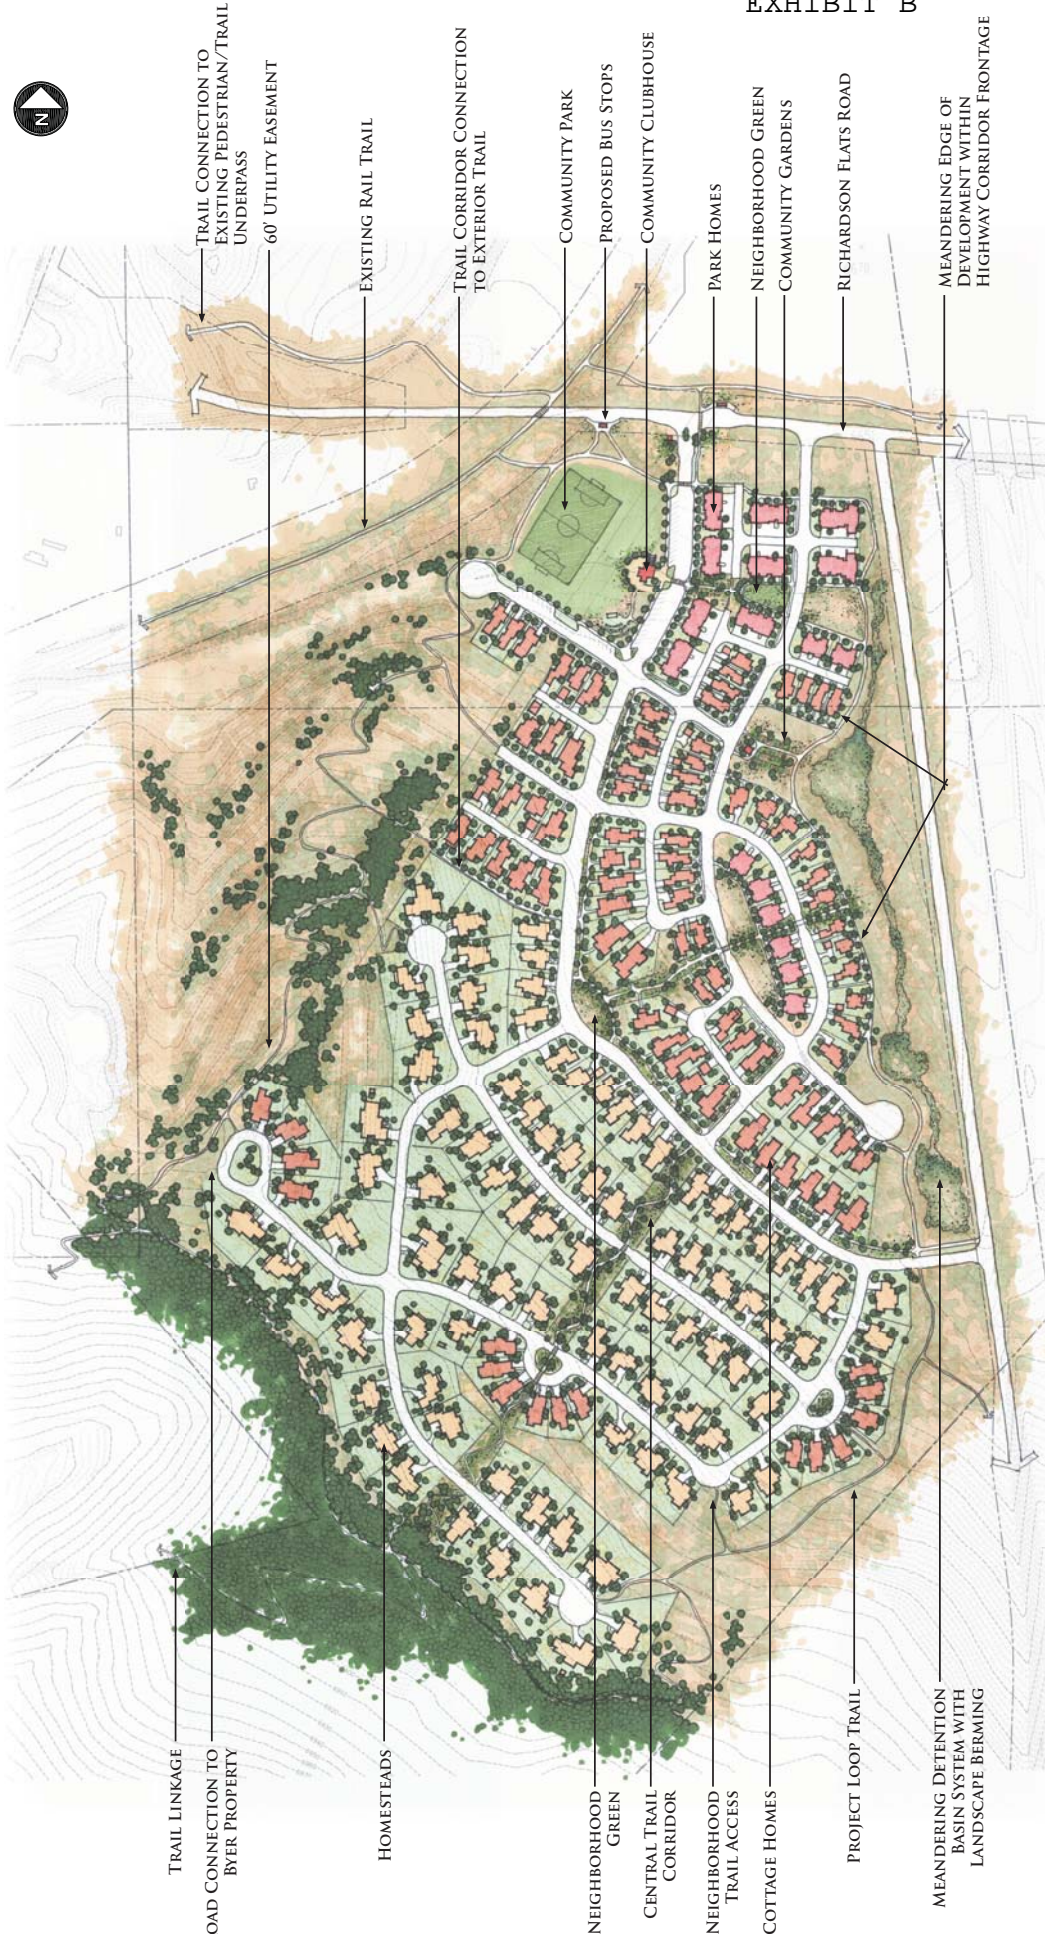 EXHIBIT B
N
TRAIL CONNECTION TO
EXISTING PEDESTRIAN/TRAIL
UNDERPASS
60' UTILITY EASEMENT
EXISTING RAIL TRAIL
TRAIL CORRIDOR CONNECTION
TO EXTERIOR TRAIL
COMMUNITY PARK
PROPOSED BUS STOPS
COMMUNITY CLUBHOUSE
PARK HOMES
NEIGHBORHOOD GREEN
COMMUNITY GARDENS
RICHARDSON FLATS ROAD
MEANDERING EDGE OF
DEVELOPMENT WITHIN
HIGHWAY CORRIDOR FRONTAGE
TRAIL LINKAGE
OAD CONNECTION TO
BYER PROPERTY
HOMESTEADS
NEIGHBORHOOD
GREEN
CENTRAL TRAIL
CORRIDOR
NEIGHBORHOOD
TRAIL ACCESS
COTTAGE HOMES
PROJECT LOOP TRAIL
MEANDERING DETENTION
BASIN SYSTEM WITH
LANDSCAPE BERMING